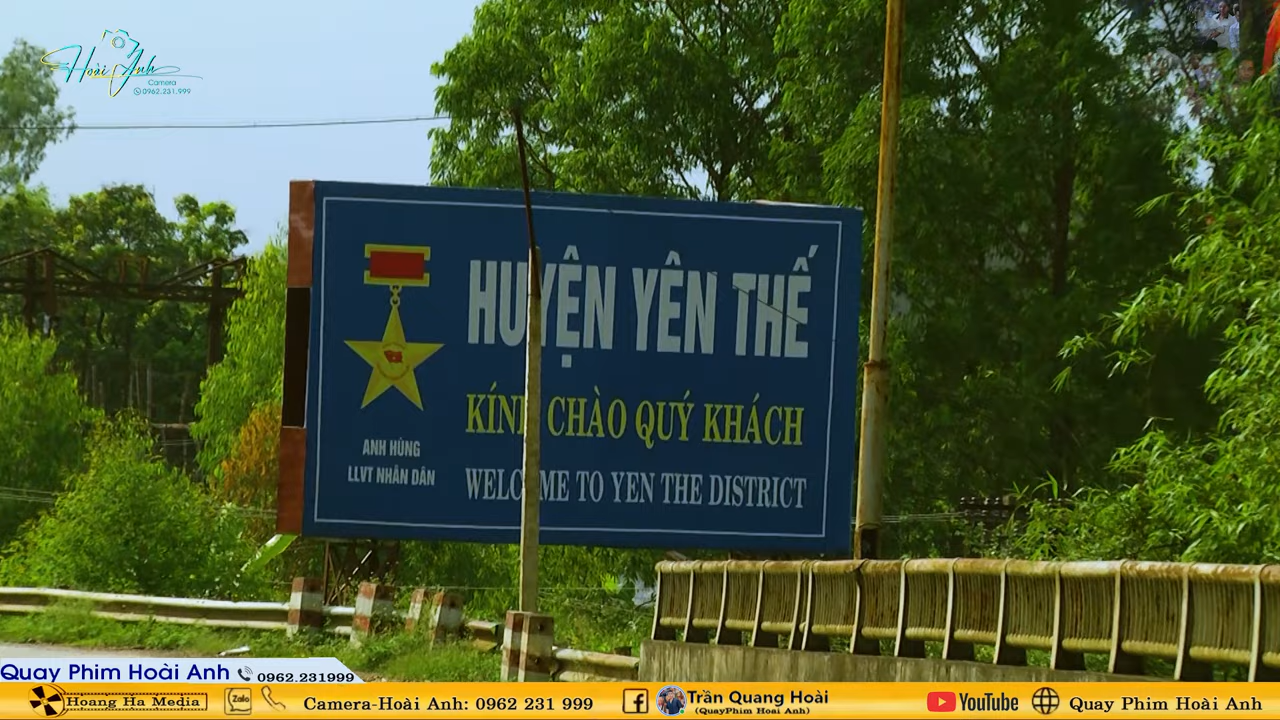 Hoài Anh
Camera
0962.231.999
HUYỆN YÊN THẾ
KÍNH CHÀO QUÝ KHÁCH
WELCOME TO YEN THE DISTRICT
ANH HÙNG
LLVT NHÂN DÂN
Quay Phim Hoài Anh 0962.231999
Hoang Ha Media
Zalo
Camera-Hoài Anh: 0962 231 999
Trần Quang Hoài
(QuayPhim Hoai Anh)
YouTube
Quay Phim Hoài Anh